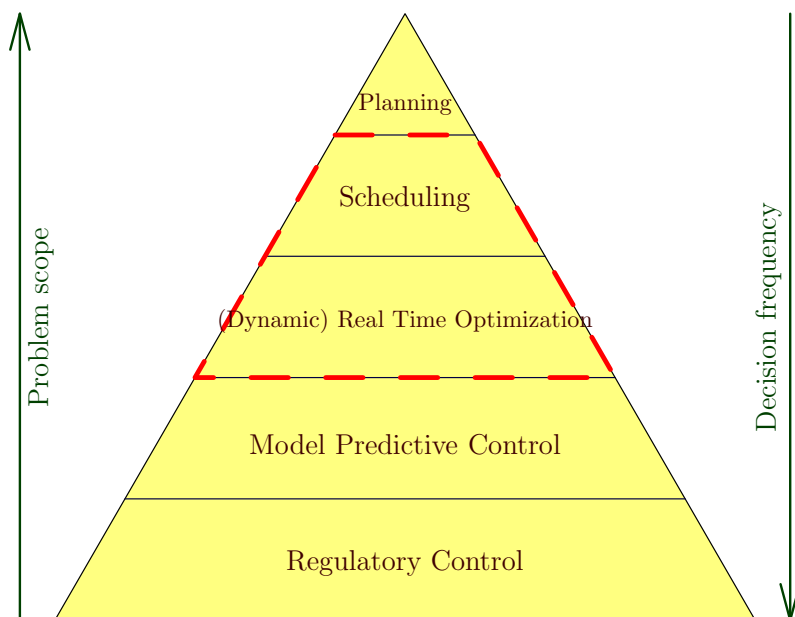 Planning
Scheduling
(Dynamic) Real Time Optimization
Model Predictive Control
Regulatory Control
Problem scope
Decision frequency